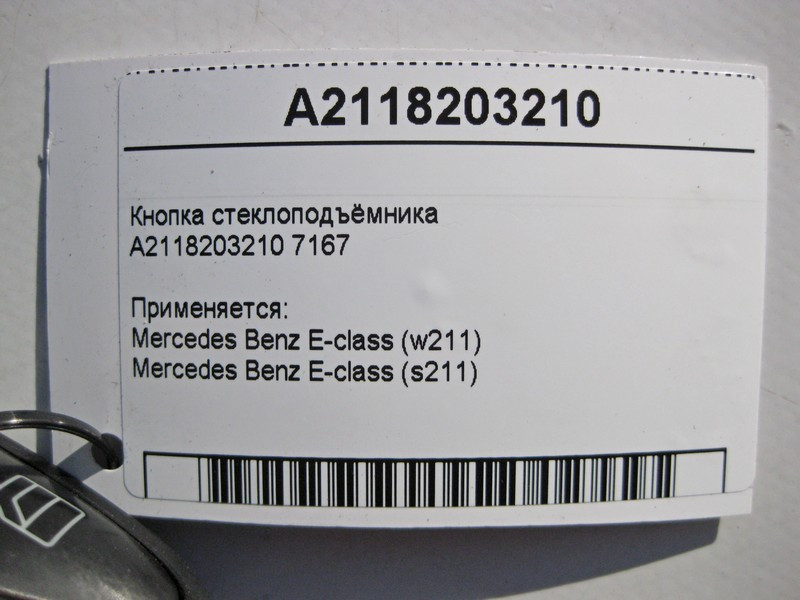 A2118203210
Кнопка стеклоподъёмника
A2118203210 7167
Применяется:
Mercedes Benz E-class (w211)
Mercedes Benz E-class (s211)